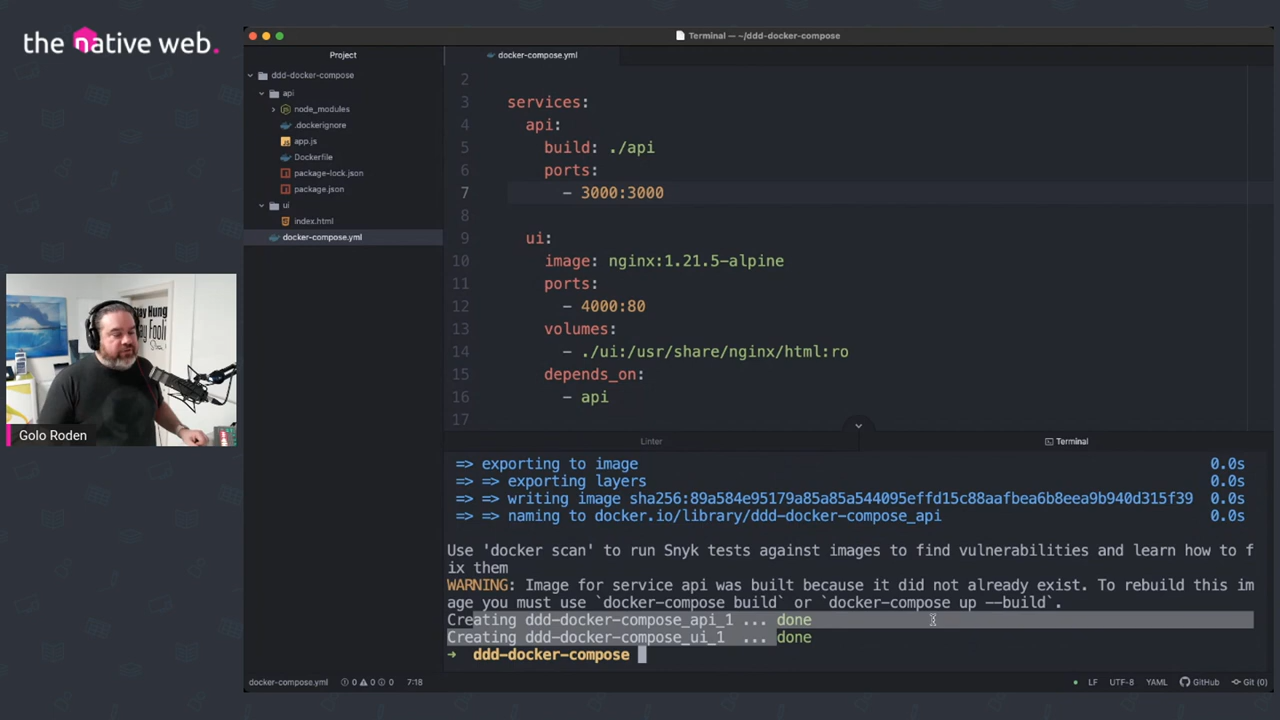 the native web.
Terminal — ~/ddd-docker-compose
Project
docker-compose.yml
ddd-docker-compose
api
node_modules
.dockerignore
app.js
Dockerfile
package-lock.json
package.json
ui
index.html
docker-compose.yml
2
3 services:
4 api:
5 build: ./api
6 ports:
7 - 3000:3000
8
9 ui:
10 image: nginx:1.21.5-alpine
11 ports:
12 - 4000:80
13 volumes:
14 - ./ui:/usr/share/nginx/html:ro
15 depends_on:
16 - api
17
Linter
Terminal
=> exporting to image 0.0s
=> => exporting layers 0.0s
=> => writing image sha256:89a584e95179a85a85a544095effd15c88aafbea6b8eea9b940d315f39 0.0s
=> => naming to docker.io/library/ddd-docker-compose_api 0.0s
Use 'docker scan' to run Snyk tests against images to find vulnerabilities and learn how to f
ix them
WARNING: Image for service api was built because it did not already exist. To rebuild this im
age you must use `docker-compose build` or `docker-compose up --build`.
Creating ddd-docker-compose_api_1 ... done
Creating ddd-docker-compose_ui_1 ... done
➜ ddd-docker-compose
docker-compose.yml 0 0 0 7:18 LF UTF-8 YAML GitHub Git (0)
Hung
Fooli
Golo Roden